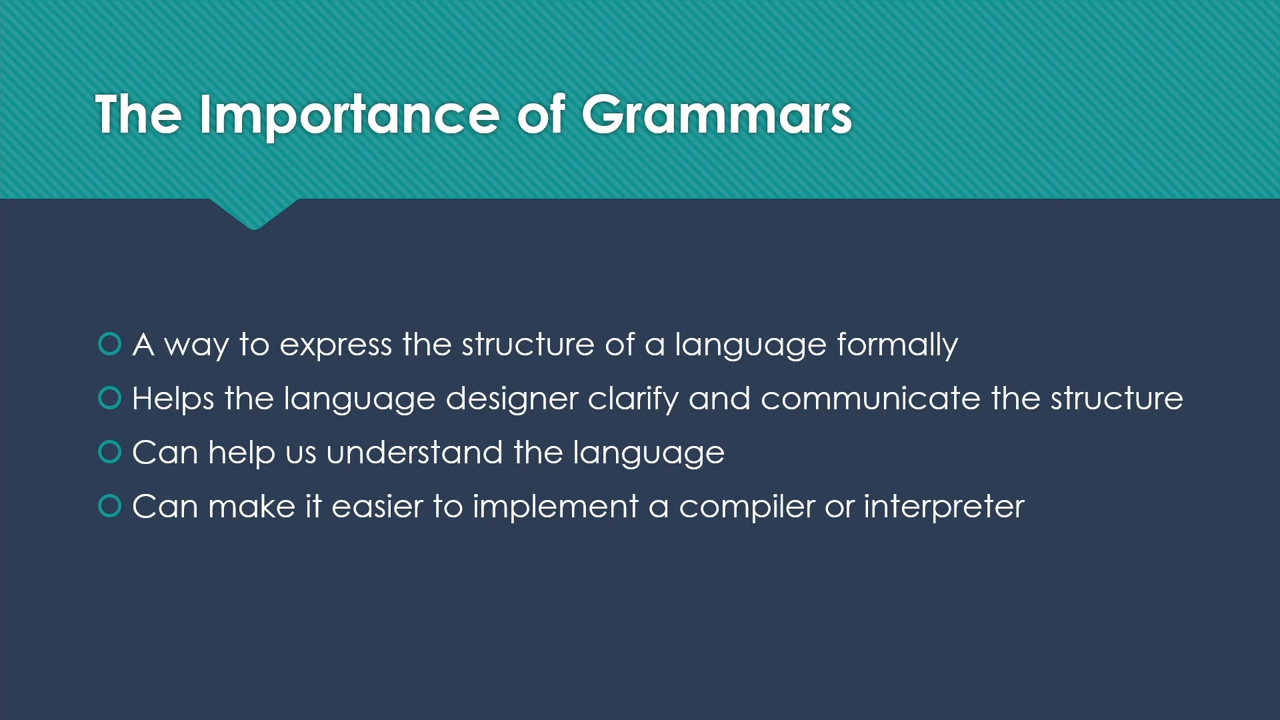 The Importance of Grammars
A way to express the structure of a language formally
Helps the language designer clarify and communicate the structure
Can help us understand the language
Can make it easier to implement a compiler or interpreter